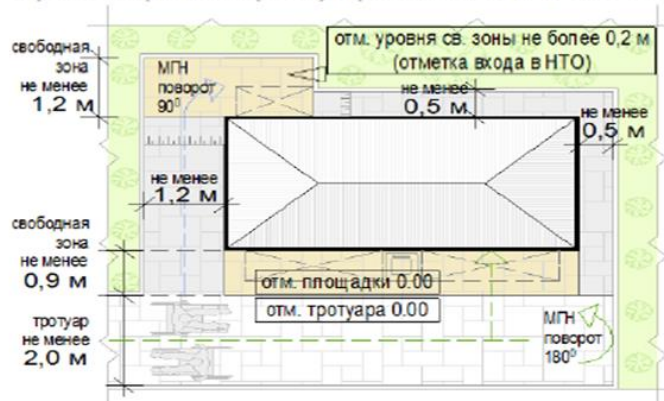 свободная
зона
не менее
1,2 м
МГН
поворот
90⁰
отм. уровня св. зоны не более 0,2 м
(отметка входа в НТО)
не менее
0,5 м
не менее
0,5 м
не менее
1,2 м
свободная
зона
не менее
0,9 м
отм. площадки 0.00
отм. тротуара 0.00
тротуар
не менее
2,0 м
МГН
поворот
180⁰